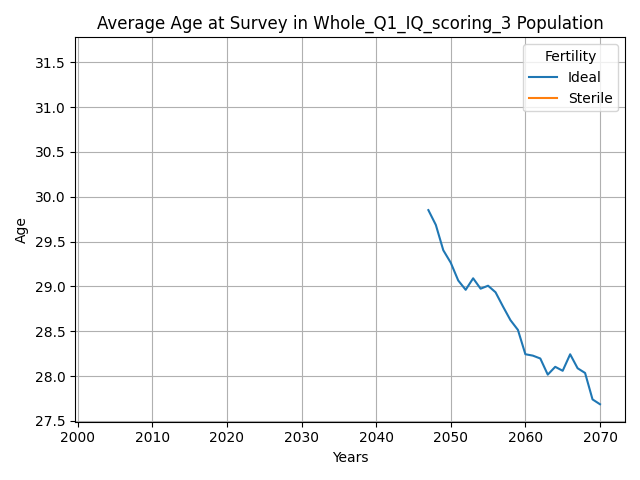 Average Age at Survey in Whole_Q1_IQ_scoring_3 Population
Fertility
Ideal
Sterile
31.5
31.0
30.5
30.0
29.5
29.0
28.5
28.0
27.5
Age
2000 2010 2020 2030 2040 2050 2060 2070
Years